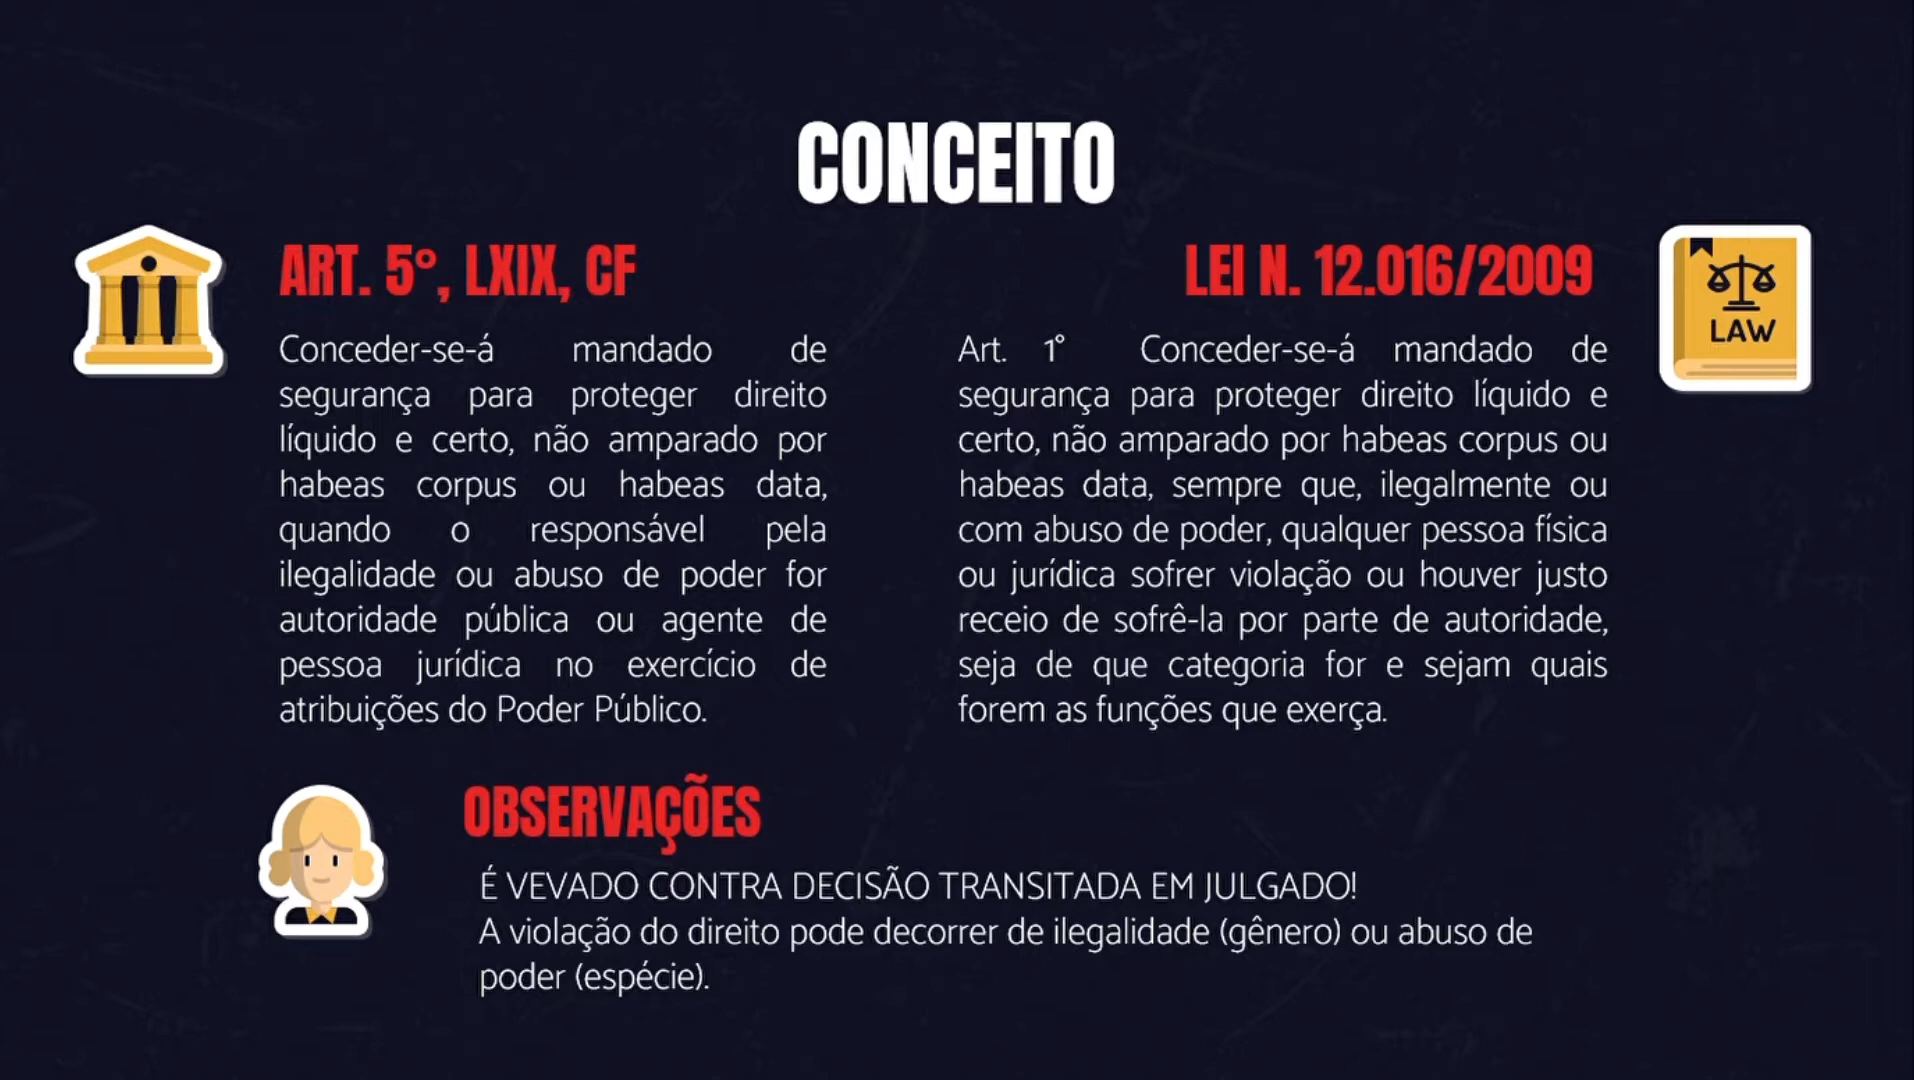 CONCEITO
ART. 5°, LXIX, CF
Conceder-se-á mandado de
segurança para proteger direito
líquido e certo, não amparado por
habeas corpus ou habeas data,
quando o responsável pela
ilegalidade ou abuso de poder for
autoridade pública ou agente de
pessoa jurídica no exercício de
atribuições do Poder Público.
LEI N. 12.016/2009
LAW
Art. 1° Conceder-se-á mandado de
segurança para proteger direito líquido e
certo, não amparado por habeas corpus ou
habeas data, sempre que, ilegalmente ou
com abuso de poder, qualquer pessoa física
ou jurídica sofrer violação ou houver justo
receio de sofrê-la por parte de autoridade,
seja de que categoria for e sejam quais
forem as funções que exerça.
OBSERVAÇÕES
É VEVADO CONTRA DECISÃO TRANSITADA EM JULGADO!
A violação do direito pode decorrer de ilegalidade (gênero) ou abuso de
poder (espécie).